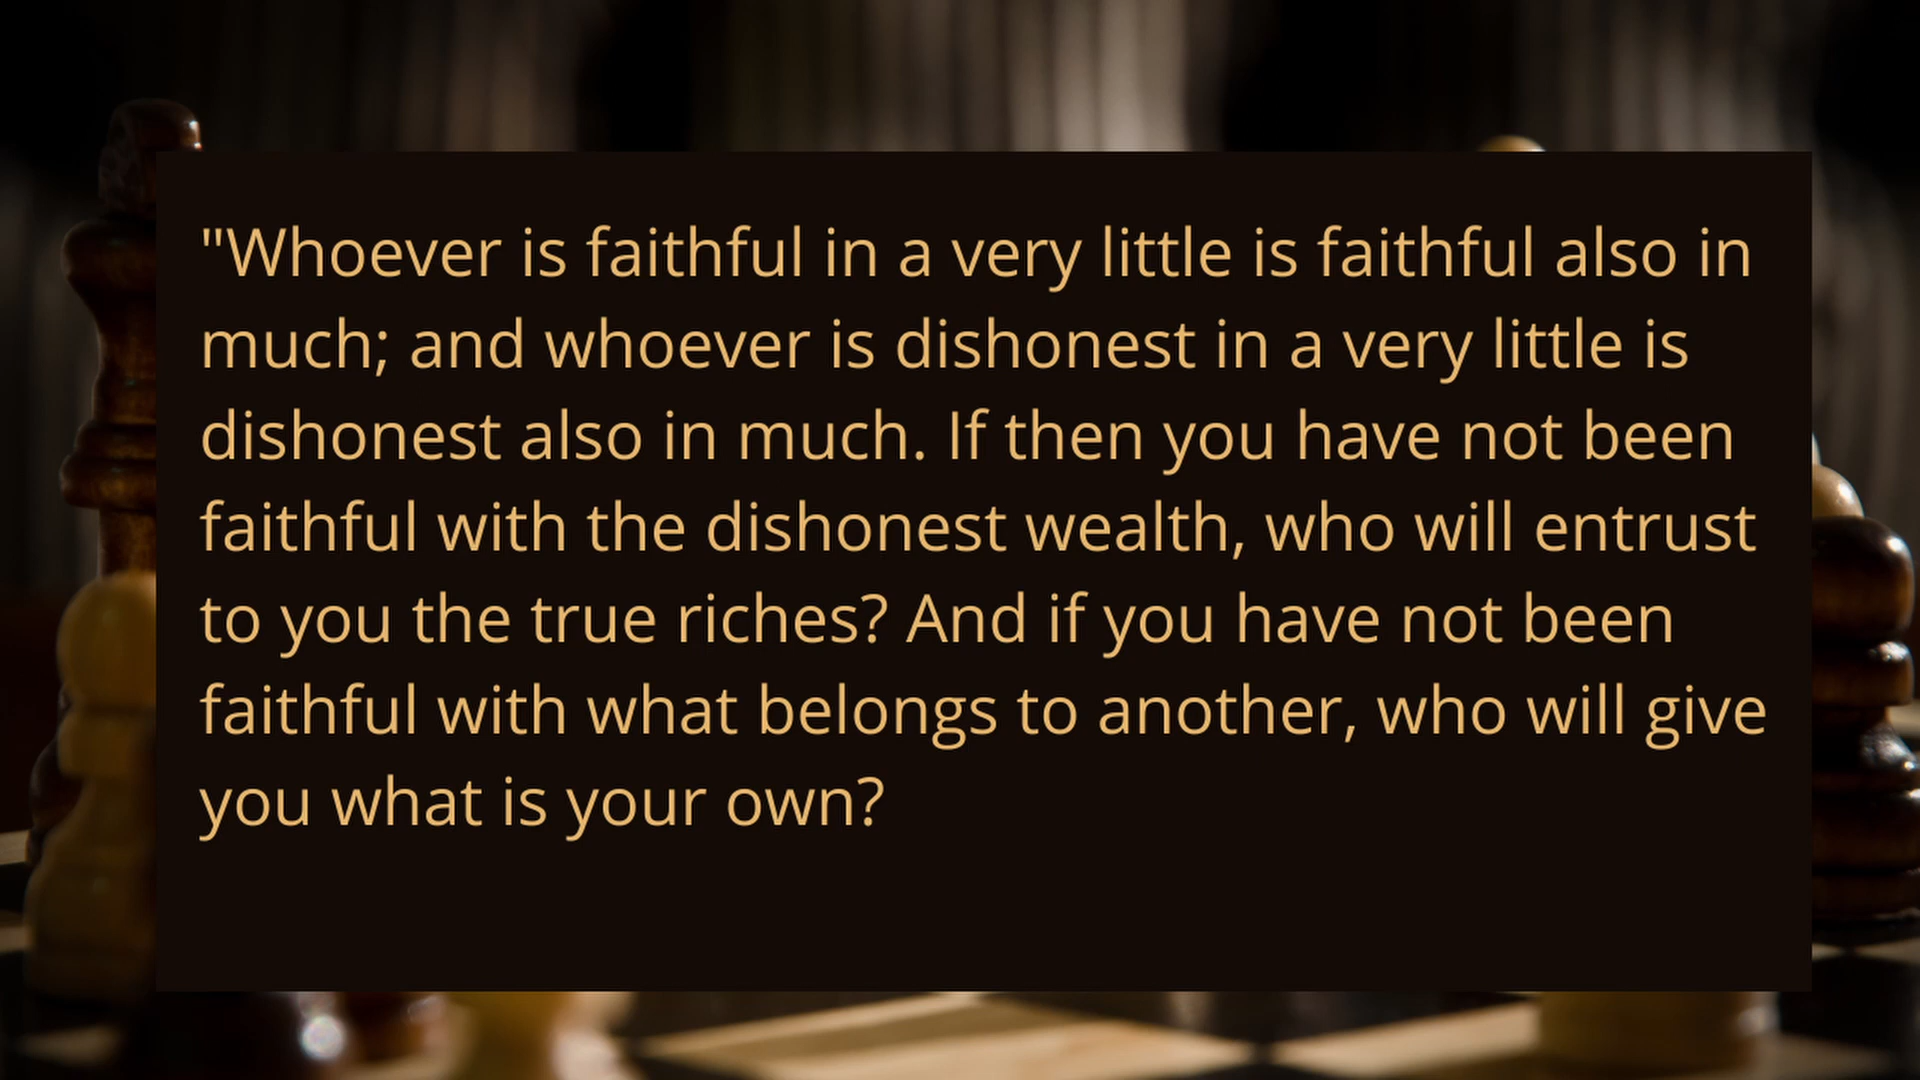 "Whoever is faithful in a very little is faithful also in
much; and whoever is dishonest in a very little is
dishonest also in much. If then you have not been
faithful with the dishonest wealth, who will entrust
to you the true riches? And if you have not been
faithful with what belongs to another, who will give
you what is your own?